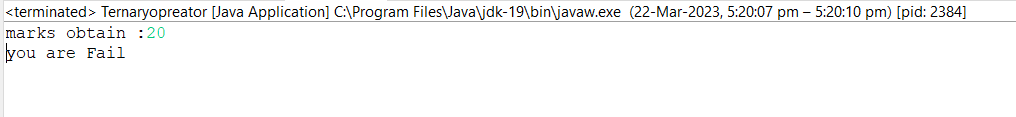 <terminated> Ternaryopreator [Java Application] C:\Program Files\Java\jdk-19\bin\javaw.exe (22-Mar-2023, 5:20:07 pm – 5:20:10 pm) [pid: 2384]
marks obtain :20
you are Fail